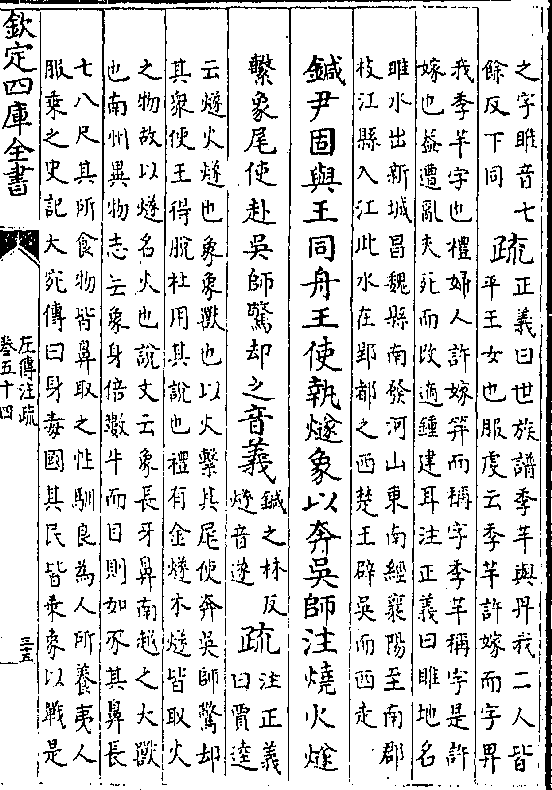 之字雎音七
餘反下同
疏
正義曰世族譜季芊與畀我二人皆
平王女也服虔云季芊許嫁而字畀
我季芊字也禮婦人許嫁笄而稱字季芊稱字是許
嫁也蓋遭亂夫死而改適鍾建耳注正義曰雎地名
雎水出新城昌魏縣南發河山東南經襄陽至南郡
枝江縣入江此水在郢都之西楚王辟吳而西走
鍼尹固與王同舟王使執燧象以奔吳師注燒火燧
繫象尾使赴吳師驚却之音義
鍼之林反
燧音遂
疏
注正義
曰賈逵
云燧火燧也象象獸也以火繫其尾使奔吳師驚却
其衆使王得脫杜用其說也禮有金燧木燧皆取火
之物故以燧名火也說文云象長牙鼻南越之大獸
也南州異物志云象身倍數牛而目則如豕其鼻長
七八尺其所食物皆鼻取之性馴良為人所養夷人
服乗之史記大宛傳曰身毒國其民皆乗象以戰是
欽定四庫全書
左傳注疏
卷五十四
三五